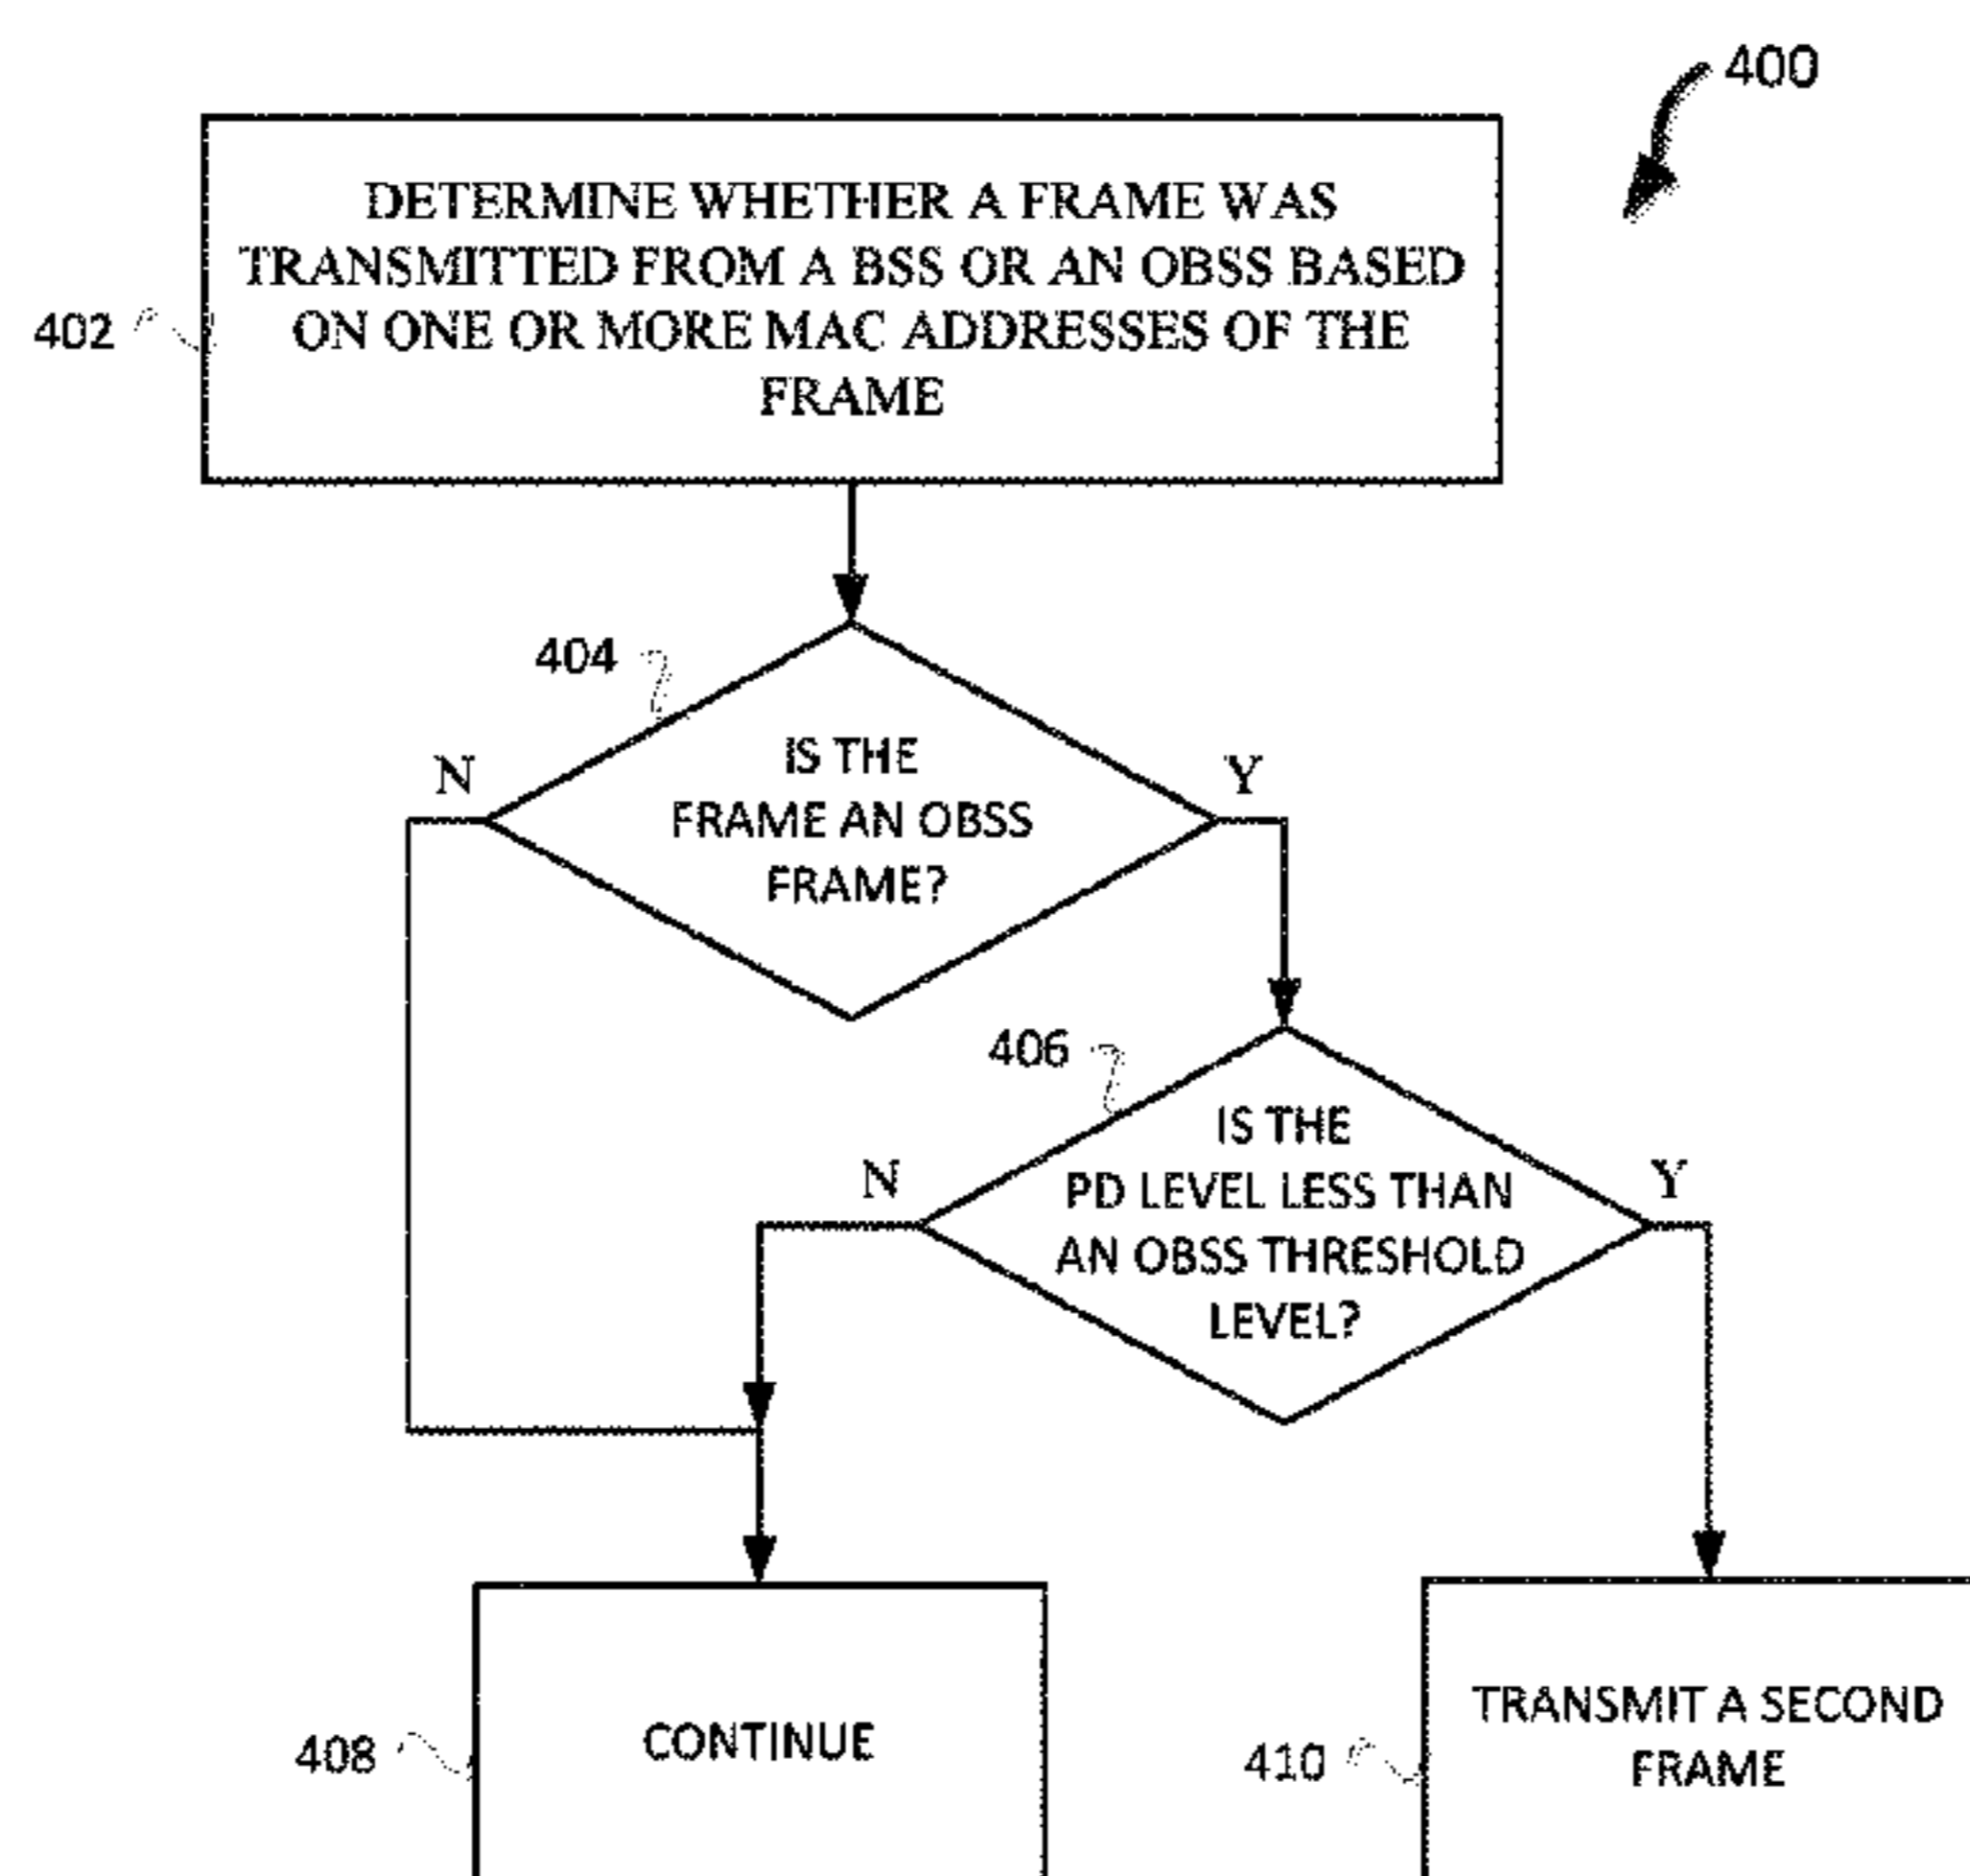 400
DETERMINE WHETHER A FRAME WAS
TRANSMITTED FROM A BSS OR AN OBSS BASED
ON ONE OR MORE MAC ADDRESSES OF THE
FRAME
402
404
N
Y
IS THE
FRAME AN OBSS
FRAME?
406
N
Y
IS THE
PD LEVEL LESS THAN
AN OBSS THRESHOLD
LEVEL?
408
CONTINUE
410
TRANSMIT A SECOND
FRAME